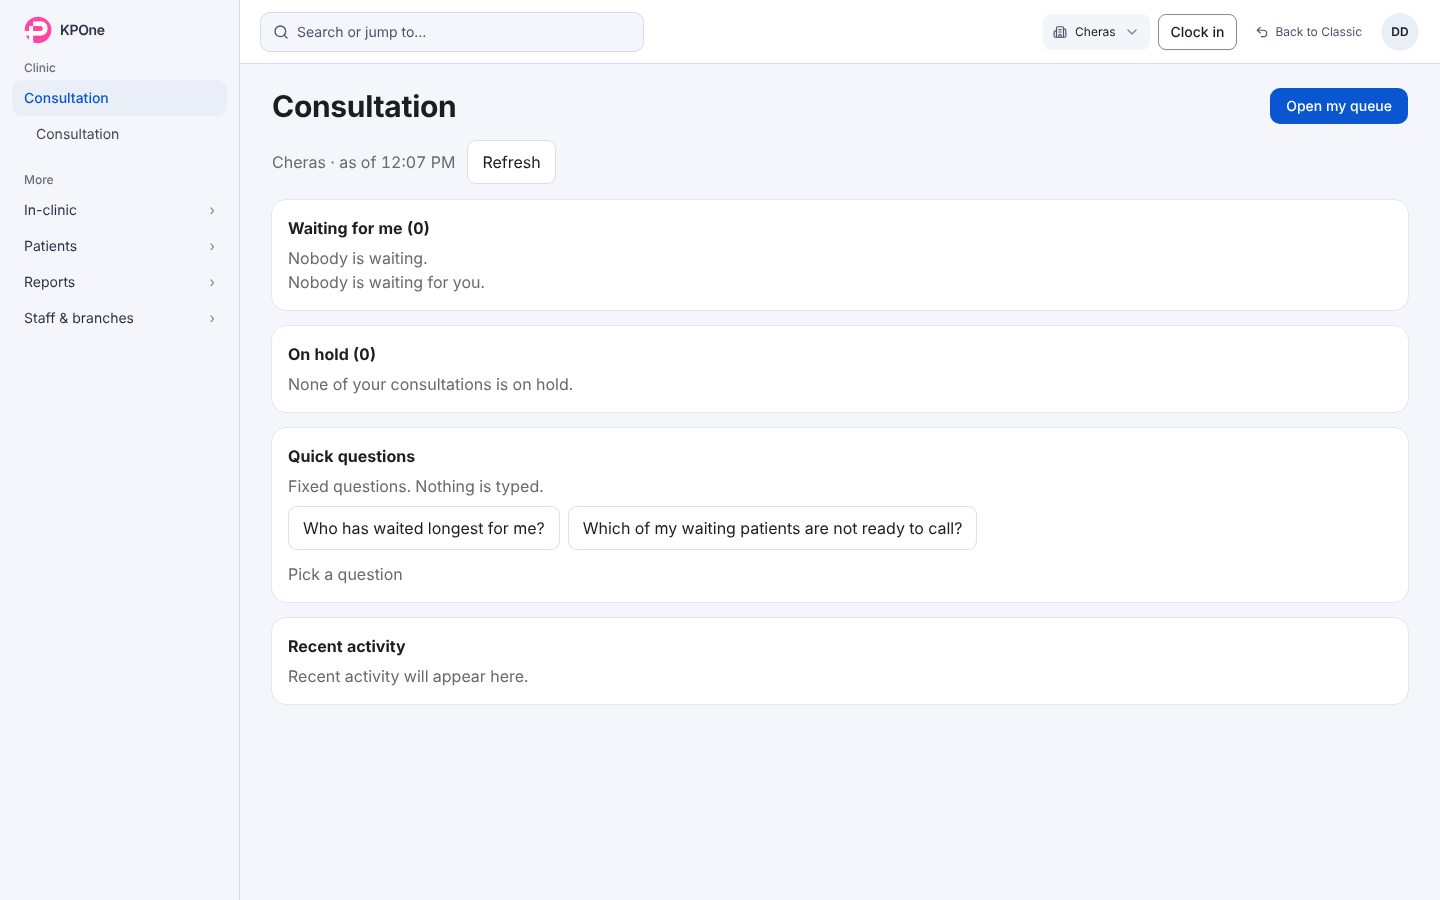 KPOne
Search or jump to...
Cheras
Clock in
Back to Classic
DD
Clinic
Consultation
Consultation
More
In-clinic
Patients
Reports
Staff & branches
Consultation
Open my queue
Cheras · as of 12:07 PM
Refresh
Waiting for me (0)
Nobody is waiting.
Nobody is waiting for you.
On hold (0)
None of your consultations is on hold.
Quick questions
Fixed questions. Nothing is typed.
Who has waited longest for me?
Which of my waiting patients are not ready to call?
Pick a question
Recent activity
Recent activity will appear here.